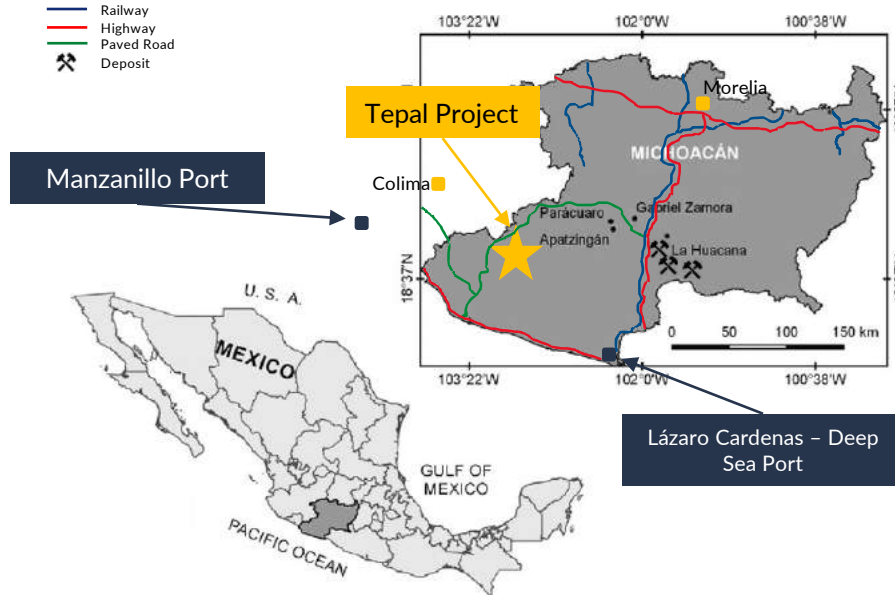 Railway
Highway
Paved Road
Deposit
103°22'W
102°0'W
100°38'W
Tepal Project
Morelia
MICHOACÁN
Manzanillo Port
Colima
Parácuaro
Gabriel Zamora
Apatzingán
La Huacana
18°37'N
0
50
100
150 km
103°22'W
102°0'W
100°38'W
Lázaro Cardenas – Deep
Sea Port
U. S. A.
MEXICO
GULF OF
MEXICO
PACIFIC OCEAN